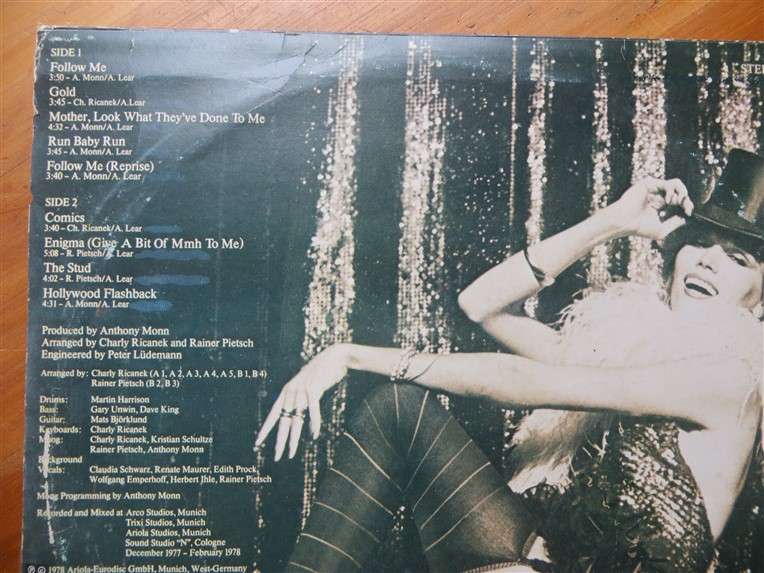 SIDE 1
Follow Me
3:50 – A. Monn/A. Lear
Gold
3:45 – Ch. Ricanek/A.Lear
Mother, Look What They've Done To Me
4:32 – A. Monn/A. Lear
Run Baby Run
3:45 – A. Monn/A. Lear
Follow Me (Reprise)
3:40 – A. Monn/A. Lear
SIDE 2
Comics
3:40 – Ch. Ricanek/A. Lear
Enigma (Give A Bit Of Mmh To Me)
5:08 – R. Pietsch/A. Lear
The Stud
4:02 – R. Pietsch/A. Lear
Hollywood Flashback
4:31 – A. Monn/A. Lear
Produced by Anthony Monn
Arranged by Charly Ricanek and Rainer Pietsch
Engineered by Peter Lüdemann
Arranged by: Charly Ricanek (A 1, A 2, A 3, A 4, A 5, B 1, B 4)
Rainer Pietsch (B 2, B 3)
Drums: Martin Harrison
Bass: Gary Unwin, Dave King
Guitar: Mats Björklund
Keyboards: Charly Ricanek
Moog: Charly Ricanek, Kristian Schultze
Rainer Pietsch, Anthony Monn
Background
Vocals: Claudia Schwarz, Renate Maurer, Edith Prock,
Wolfgang Emperhoff, Herbert Ihle, Rainer Pietsch
Moog Programming by Anthony Monn
Recorded and Mixed at Arco Studios, Munich
Trixi Studios, Munich
Ariola Studios, Munich
Sound Studio "N", Cologne
December 1977 – February 1978
℗ © 1978 Ariola-Eurodisc GmbH, Munich, West-Germany
STE